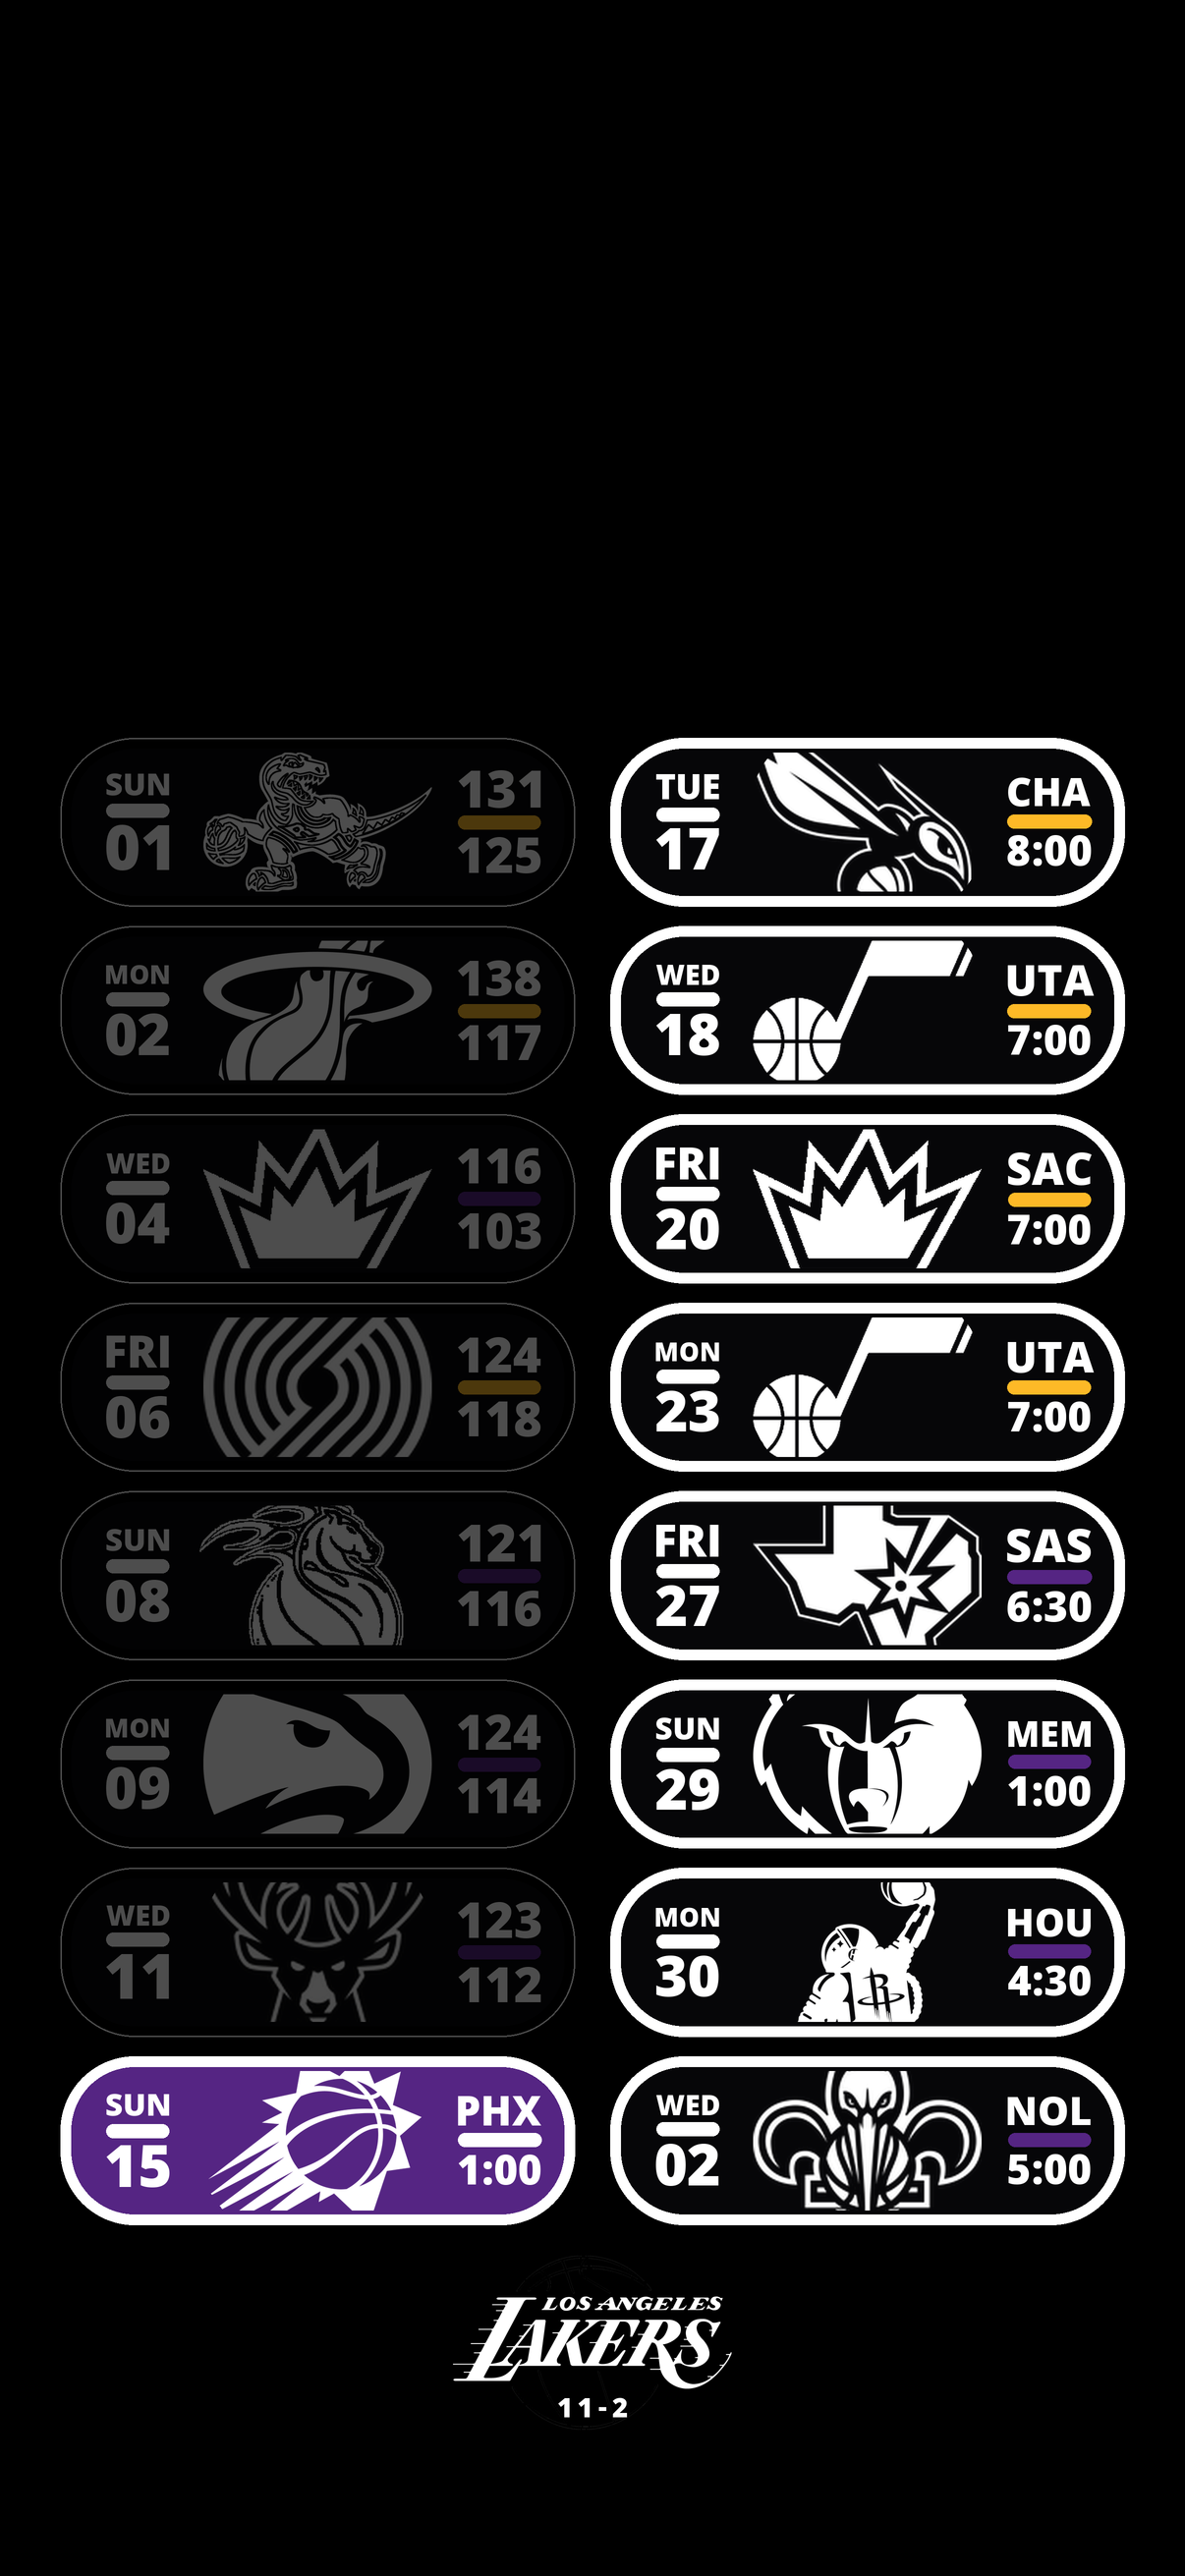 SUN
01
131
125
MON
02
138
117
WED
04
116
103
FRI
06
124
118
SUN
08
121
116
MON
09
124
114
WED
11
123
112
SUN
15
PHX
1:00
TUE
17
CHA
8:00
WED
18
UTA
7:00
FRI
20
SAC
7:00
MON
23
UTA
7:00
FRI
27
SAS
6:30
SUN
29
MEM
1:00
MON
30
HOU
4:30
R
WED
02
NOL
5:00
LOS ANGELES
LAKERS
11-2